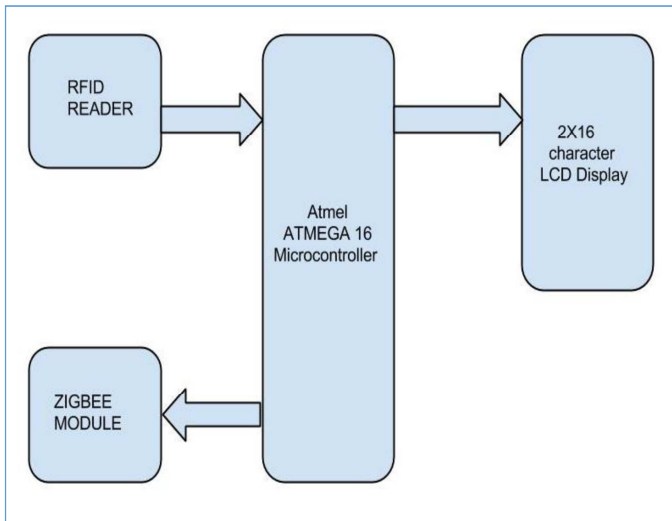 RFID
READER
Atmel
ATMEGA 16
Microcontroller
2X16
character
LCD Display
ZIGBEE
MODULE